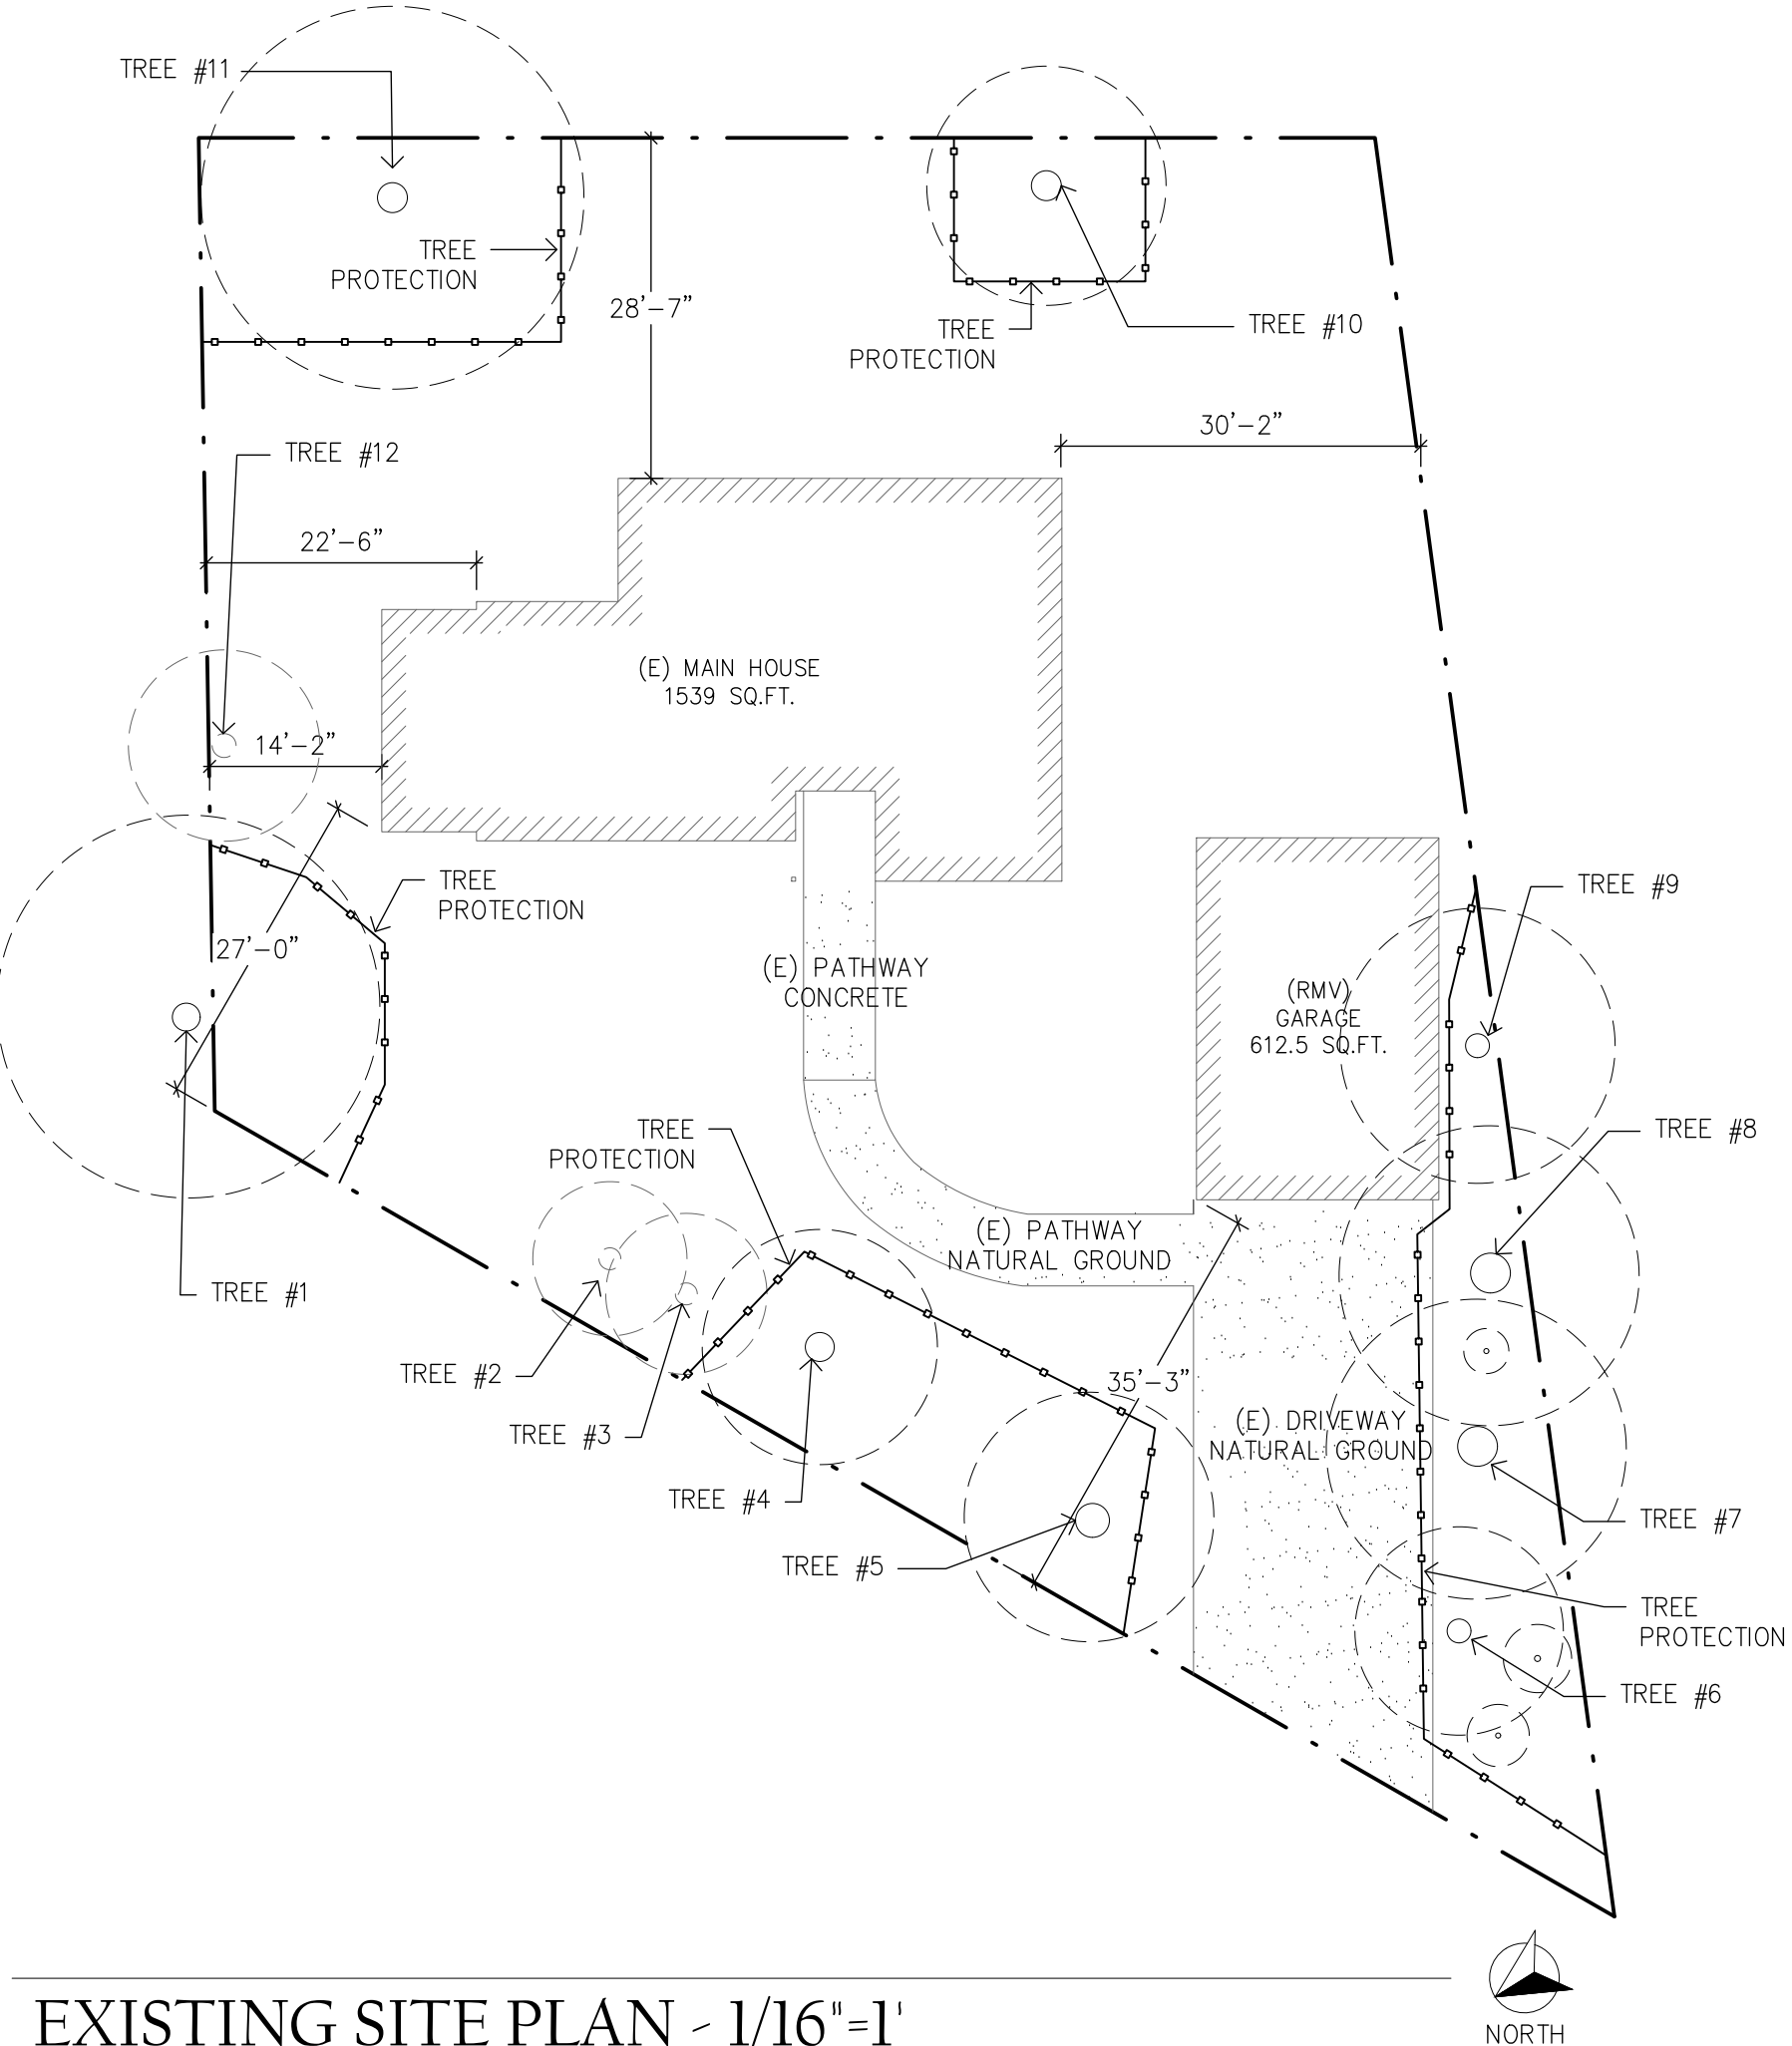 TREE #11
TREE
PROTECTION
28'-7"
TREE
PROTECTION
TREE #10
30'-2"
TREE #12
22'-6"
(E) MAIN HOUSE
1539 SQ.FT.
14'-2"
TREE
PROTECTION
27'-0"
TREE #9
(E) PATHWAY
CONCRETE
(RMV)
GARAGE
612.5 SQ.FT.
TREE #8
TREE
PROTECTION
(E) PATHWAY
NATURAL GROUND
TREE #1
TREE #2
35'-3"
TREE #3
(E) DRIVEWAY
NATURAL GROUND
TREE #4
TREE #7
TREE #5
TREE
PROTECTION
TREE #6
EXISTING SITE PLAN - 1/16"=1'
NORTH